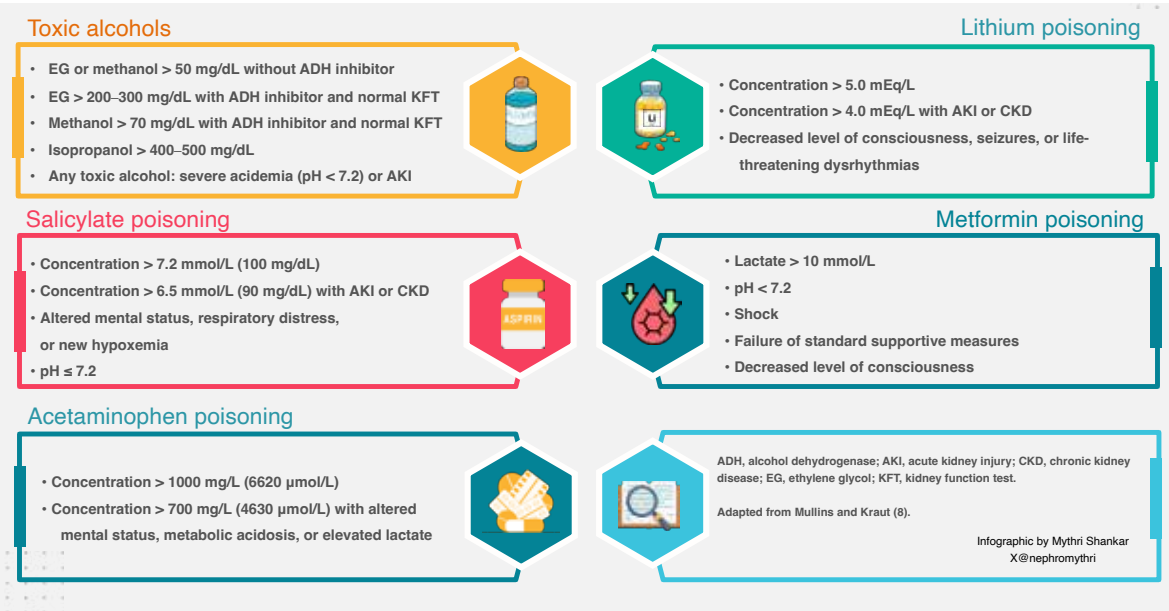 Toxic alcohols
• EG or methanol > 50 mg/dL without ADH inhibitor
• EG > 200–300 mg/dL with ADH inhibitor and normal KFT
• Methanol > 70 mg/dL with ADH inhibitor and normal KFT
• Isopropanol > 400–500 mg/dL
• Any toxic alcohol: severe acidemia (pH < 7.2) or AKI
Lithium poisoning
Li
• Concentration > 5.0 mEq/L
• Concentration > 4.0 mEq/L with AKI or CKD
• Decreased level of consciousness, seizures, or life-
threatening dysrhythmias
Salicylate poisoning
• Concentration > 7.2 mmol/L (100 mg/dL)
• Concentration > 6.5 mmol/L (90 mg/dL) with AKI or CKD
• Altered mental status, respiratory distress,
or new hypoxemia
• pH ≤ 7.2
ASPIRIN
Metformin poisoning
• Lactate > 10 mmol/L
• pH < 7.2
• Shock
• Failure of standard supportive measures
• Decreased level of consciousness
Acetaminophen poisoning
• Concentration > 1000 mg/L (6620 µmol/L)
• Concentration > 700 mg/L (4630 µmol/L) with altered
mental status, metabolic acidosis, or elevated lactate
ADH, alcohol dehydrogenase; AKI, acute kidney injury; CKD, chronic kidney
disease; EG, ethylene glycol; KFT, kidney function test.
Adapted from Mullins and Kraut (8).
Infographic by Mythri Shankar
X@nephromythri